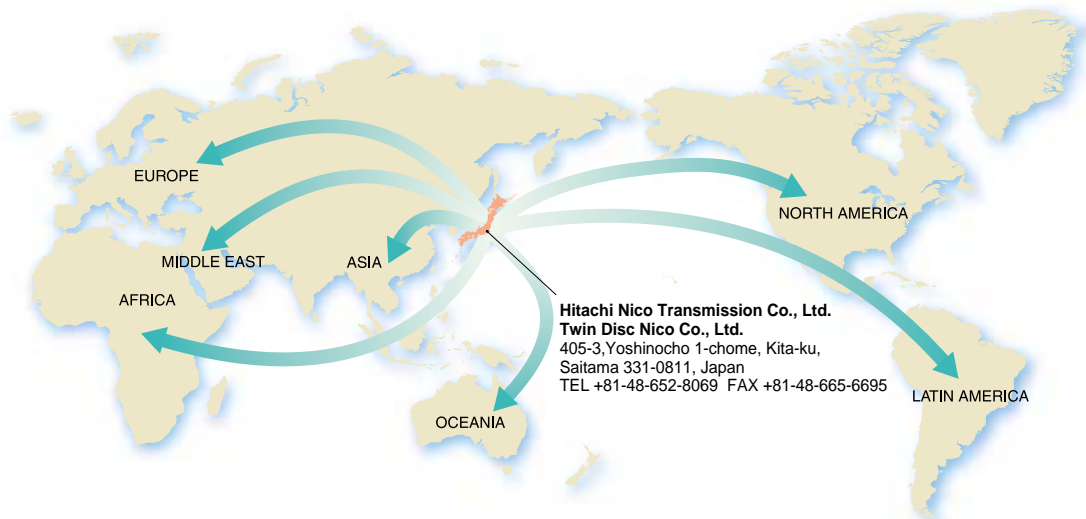 EUROPE
NORTH AMERICA
MIDDLE EAST
ASIA
AFRICA
Hitachi Nico Transmission Co., Ltd.
Twin Disc Nico Co., Ltd.
405-3,Yoshinocho 1-chome, Kita-ku,
Saitama 331-0811, Japan
TEL +81-48-652-8069 FAX +81-48-665-6695
LATIN AMERICA
OCEANIA